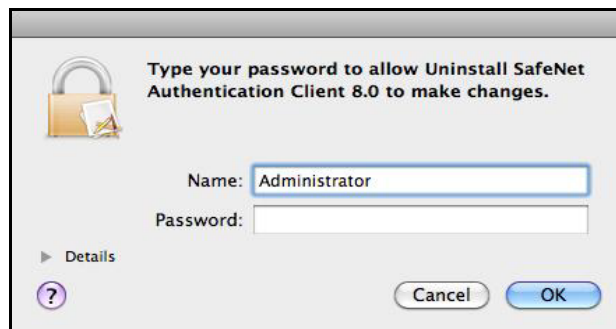 Type your password to allow Uninstall SafeNet
Authentication Client 8.0 to make changes.
Name: Administrator
Password:
Details
?
Cancel
OK